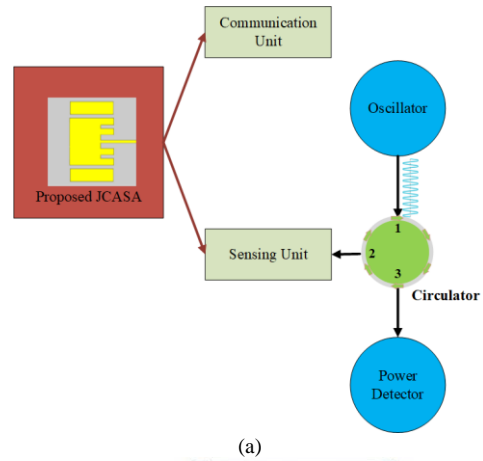 Communication
Unit
Oscillator
Proposed JCASA
1
Sensing Unit
2
3
Circulator
Power
Detector
(a)